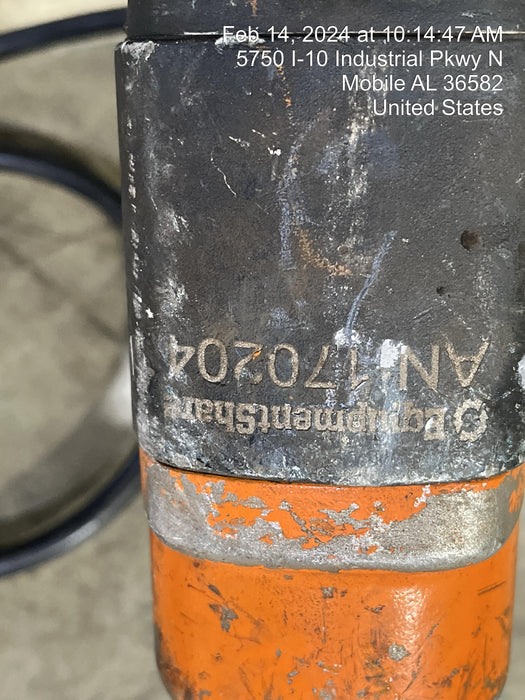 Feb 14, 2024 at 10:14:47 AM
5750 I-10 Industrial Pkwy N
Mobile AL 36582
United States
EquipmentShare
AN-170204